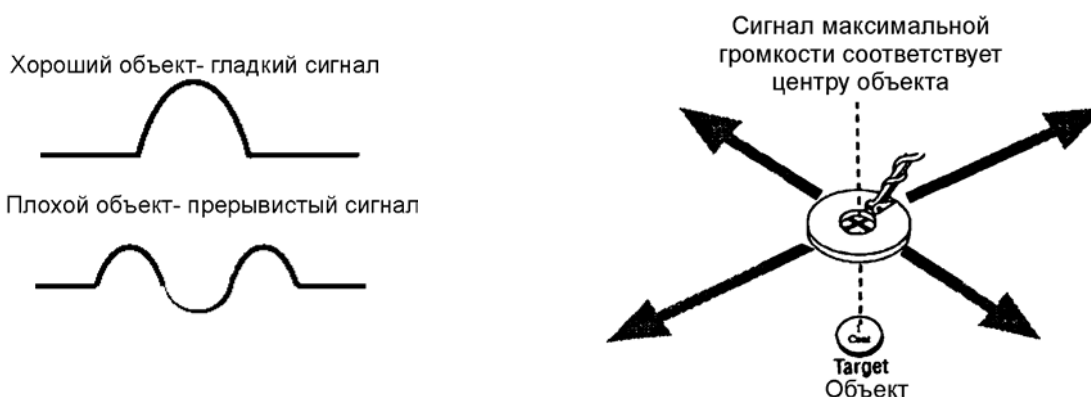 Хороший объект- гладкий сигнал
Плохой объект- прерывистый сигнал
Сигнал максимальной
громкости соответствует
центру объекта
Target
Объект